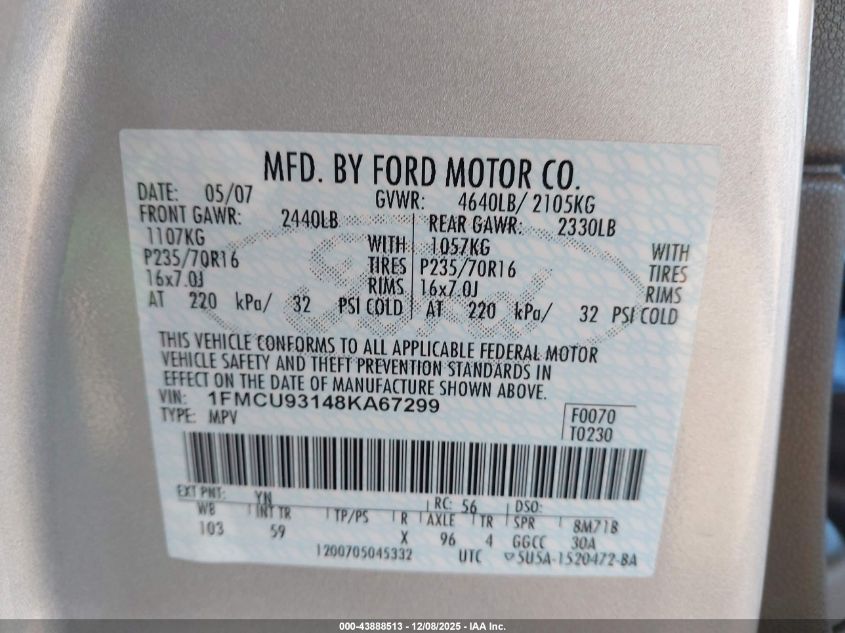 MFD. BY FORD MOTOR CO.
DATE: 05/07 GVWR: 4640LB/ 2105KG
FRONT GAWR: 2440LB REAR GAWR: 2330LB
1107KG WITH 1057KG WITH
P235/70R16 TIRES P235/70R16 TIRES
16x7.0J RIMS 16x7.0J RIMS
AT 220 kPa/ 32 PSI COLD AT 220 kPa/ 32 PSI COLD
Ford
THIS VEHICLE CONFORMS TO ALL APPLICABLE FEDERAL MOTOR
VEHICLE SAFETY AND THEFT PREVENTION STANDARDS IN
EFFECT ON THE DATE OF MANUFACTURE SHOWN ABOVE.
VIN: 1FMCU93148KA67299
TYPE: MPV
F0070
T0230
EXT PNT: YN RC: 56 DSO:
WB INT TR TP/PS R AXLE TR SPR 8M71B
103 59 X 96 4 GGCC 30A
1200705045332 UTC 5U5A-1520472-BA
000-43888513 - 12/08/2025 - IAA Inc.